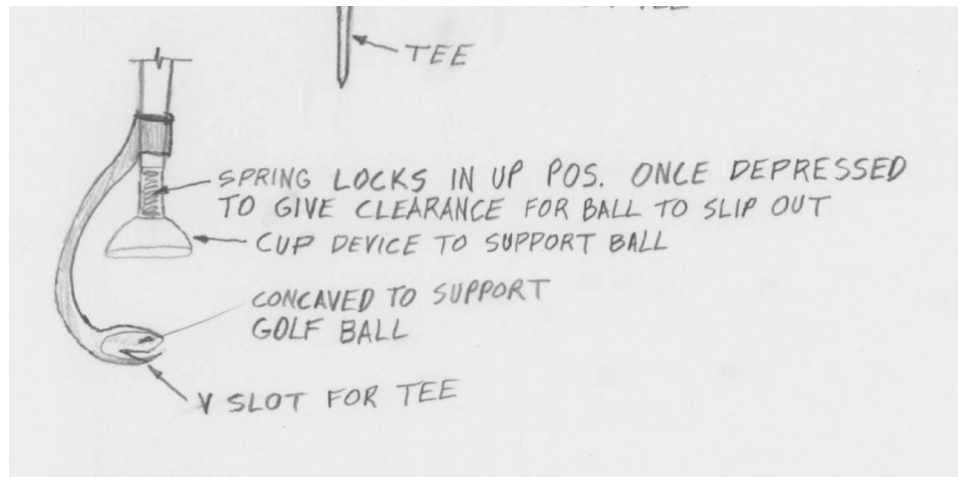 TEE
SPRING LOCKS IN UP POS. ONCE DEPRESSED
TO GIVE CLEARANCE FOR BALL TO SLIP OUT
CUP DEVICE TO SUPPORT BALL
CONCAVED TO SUPPORT
GOLF BALL
V SLOT FOR TEE